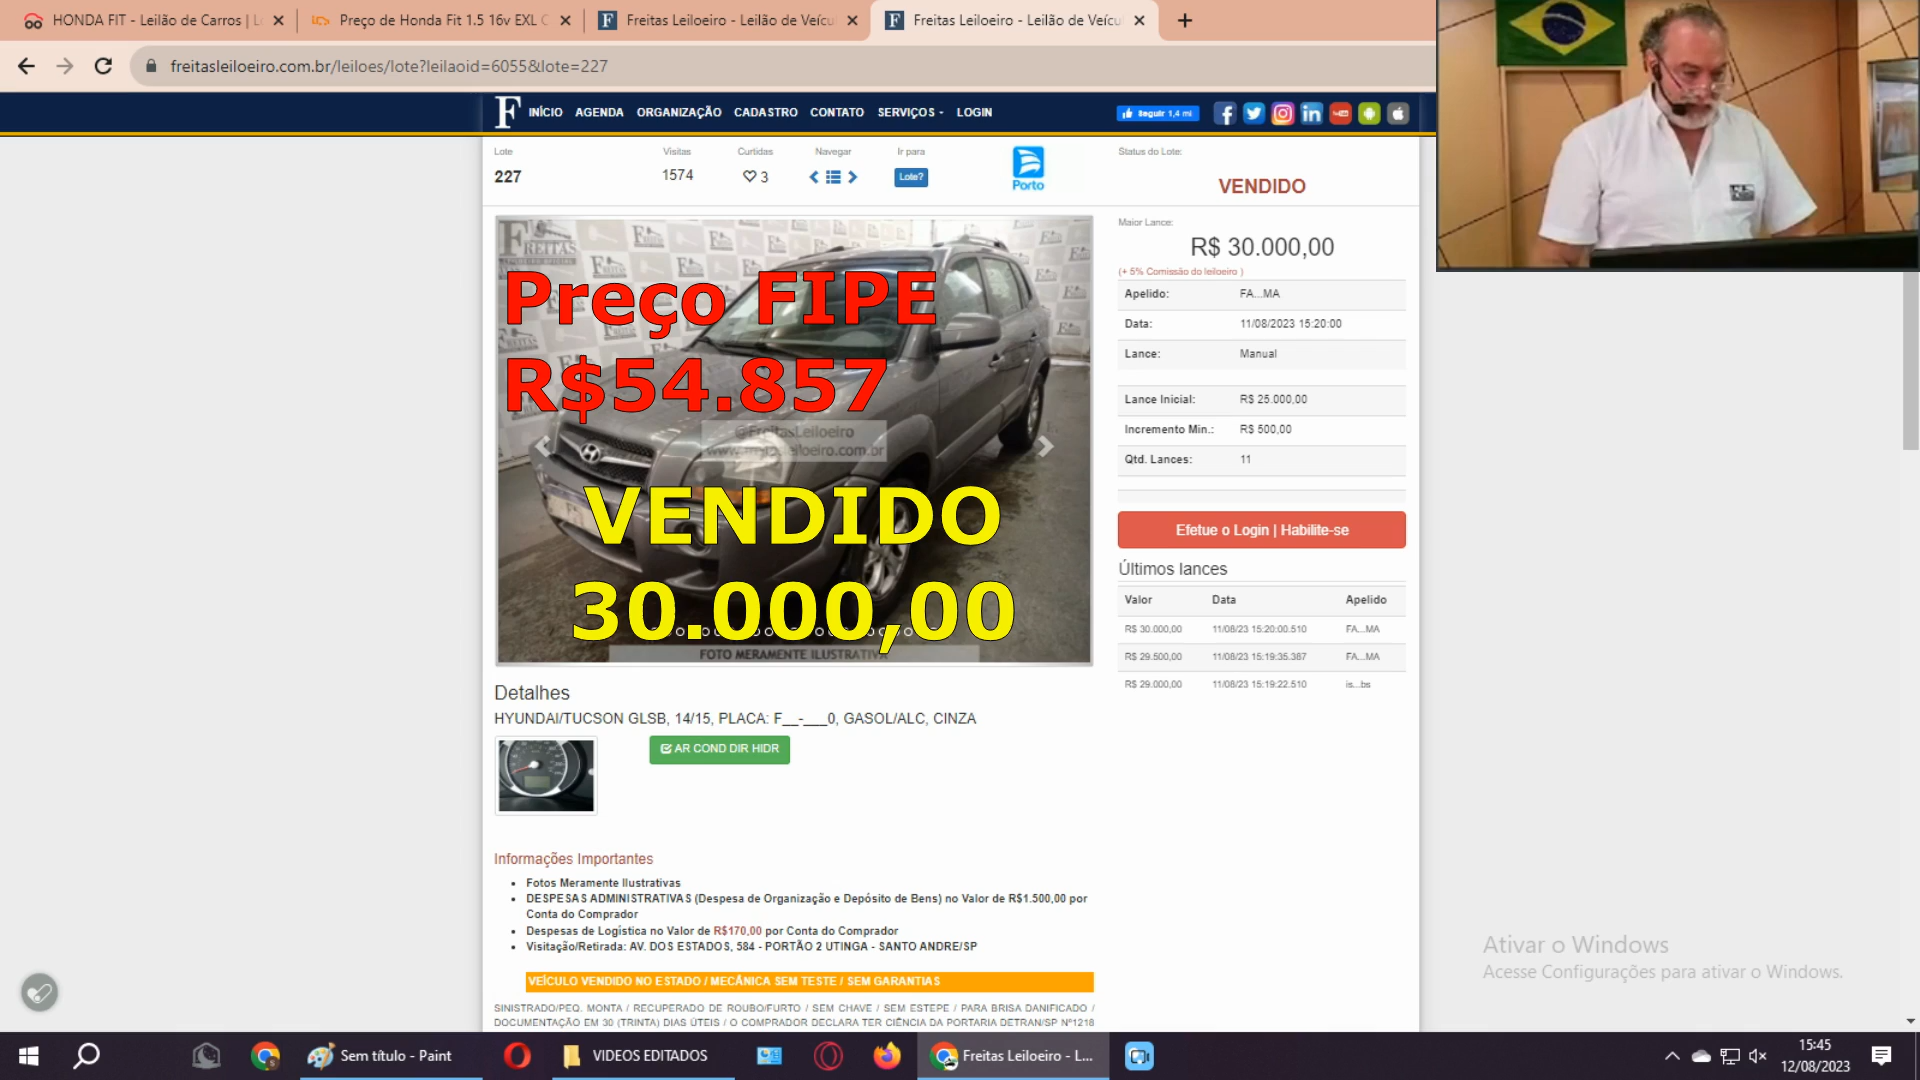 HONDA FIT - Leilão de Carros | L
Preço de Honda Fit 1.5 16v EXL C
Freitas Leiloeiro - Leilão de Veícu
Freitas Leiloeiro - Leilão de Veícu
freitasleiloeiro.com.br/leiloes/lote?leilaoid=6055&lote=227
F INÍCIO AGENDA ORGANIZAÇÃO CADASTRO CONTATO SERVIÇOS LOGIN
Seguir 1,4 mi
Lote Visitas Curtidas Navegar Ir para
227 1574 3 Lote?
Porto
Status do Lote:
VENDIDO
Maior Lance:
R$ 30.000,00
(+ 5% Comissão do leiloeiro )
Apelido: FA...MA
Data: 11/08/2023 15:20:00
Lance: Manual
Lance Inicial: R$ 25.000,00
Incremento Min.: R$ 500,00
Qtd. Lances: 11
Efetue o Login | Habilite-se
Últimos lances
Valor Data Apelido
R$ 30.000,00 11/08/23 15:20:00.510 FA...MA
R$ 29.500,00 11/08/23 15:19:35.387 FA...MA
R$ 29.000,00 11/08/23 15:19:22.510 is...bs
FREITAS
Preço FIPE
R$54.857
@FreitasLeiloeiro
www.freitasleiloeiro.com.br
VENDIDO
30.000,00
FOTO MERAMENTE ILUSTRATIVA
Detalhes
HYUNDAI/TUCSON GLSB, 14/15, PLACA: F__-___0, GASOL/ALC, CINZA
AR COND DIR HIDR
Informações Importantes
Fotos Meramente Ilustrativas
DESPESAS ADMINISTRATIVAS (Despesa de Organização e Depósito de Bens) no Valor de R$1.500,00 por
Conta do Comprador
Despesas de Logística no Valor de R$170,00 por Conta do Comprador
Visitação/Retirada: AV. DOS ESTADOS, 584 - PORTÃO 2 UTINGA - SANTO ANDRE/SP
VEÍCULO VENDIDO NO ESTADO / MECÂNICA SEM TESTE / SEM GARANTIAS
SINISTRADO/PEQ. MONTA / RECUPERADO DE ROUBO/FURTO / SEM CHAVE / SEM ESTEPE / PARA BRISA DANIFICADO /
DOCUMENTAÇÃO EM 30 (TRINTA) DIAS ÚTEIS / O COMPRADOR DECLARA TER CIÊNCIA DA PORTARIA DETRAN/SP Nº1218
Ativar o Windows
Acesse Configurações para ativar o Windows.
Sem título - Paint
VIDEOS EDITADOS
Freitas Leiloeiro - L...
15:45
12/08/2023